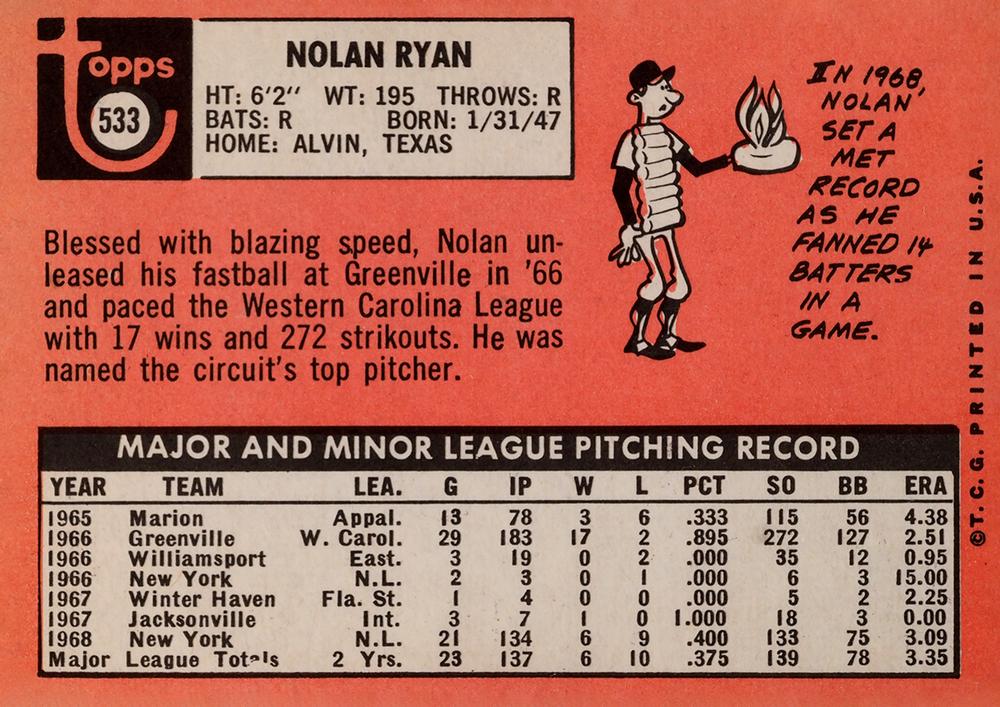 Topps
533
NOLAN RYAN
HT: 6'2" WT: 195 THROWS: R
BATS: R BORN: 1/31/47
HOME: ALVIN, TEXAS
Blessed with blazing speed, Nolan un-
leased his fastball at Greenville in '66
and paced the Western Carolina League
with 17 wins and 272 strikouts. He was
named the circuit's top pitcher.
IN 1968,
NOLAN
SET A
MET
RECORD
AS HE
FANNED 14
BATTERS
IN A
GAME.
MAJOR AND MINOR LEAGUE PITCHING RECORD
YEAR TEAM LEA. G IP W L PCT SO BB ERA
1965 Marion Appal. 13 78 3 6 .333 115 56 4.38
1966 Greenville W. Carol. 29 183 17 2 .895 272 127 2.51
1966 Williamsport East. 3 19 0 2 .000 35 12 0.95
1966 New York N.L. 2 3 0 1 .000 6 3 15.00
1967 Winter Haven Fla. St. 1 4 0 0 .000 5 2 2.25
1967 Jacksonville Int. 3 7 1 0 1.000 18 3 0.00
1968 New York N.L. 21 134 6 9 .400 133 75 3.09
Major League Totals 2 Yrs. 23 137 6 10 .375 139 78 3.35
©T. C. G. PRINTED IN U.S.A.